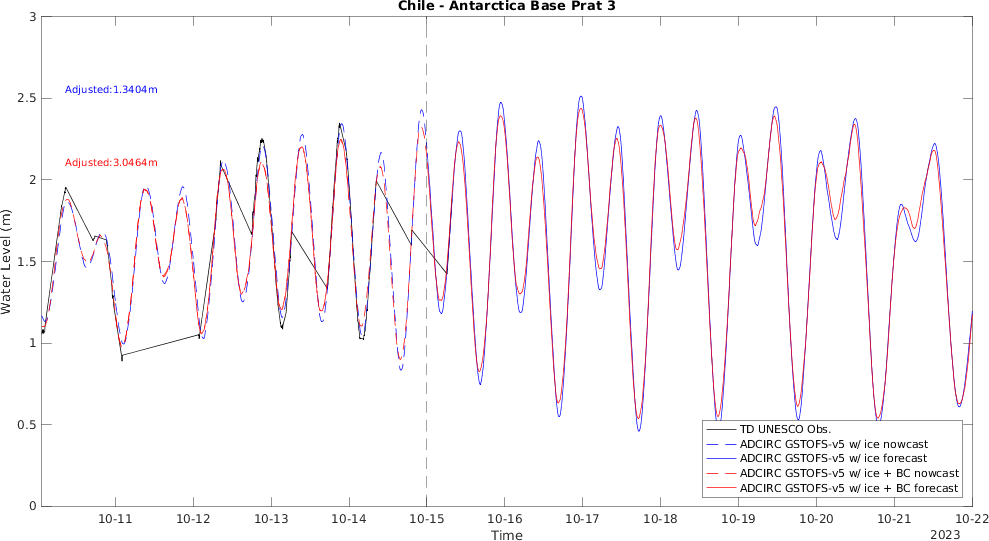 Chile - Antarctica Base Prat 3
3
2.5
2
1.5
1
0.5
0
Water Level (m)
Adjusted:1.3404m
Adjusted:3.0464m
TD UNESCO Obs.
ADCIRC GSTOFS-v5 w/ ice nowcast
ADCIRC GSTOFS-v5 w/ ice forecast
ADCIRC GSTOFS-v5 w/ ice + BC nowcast
ADCIRC GSTOFS-v5 w/ ice + BC forecast
10-11 10-12 10-13 10-14 10-15 10-16 10-17 10-18 10-19 10-20 10-21 10-22
Time
2023